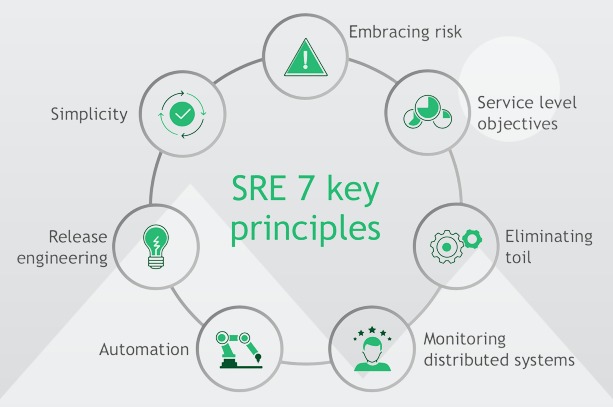 Embracing risk
Service level
objectives
Eliminating
toil
Monitoring
distributed systems
Automation
Release
engineering
Simplicity
SRE 7 key
principles